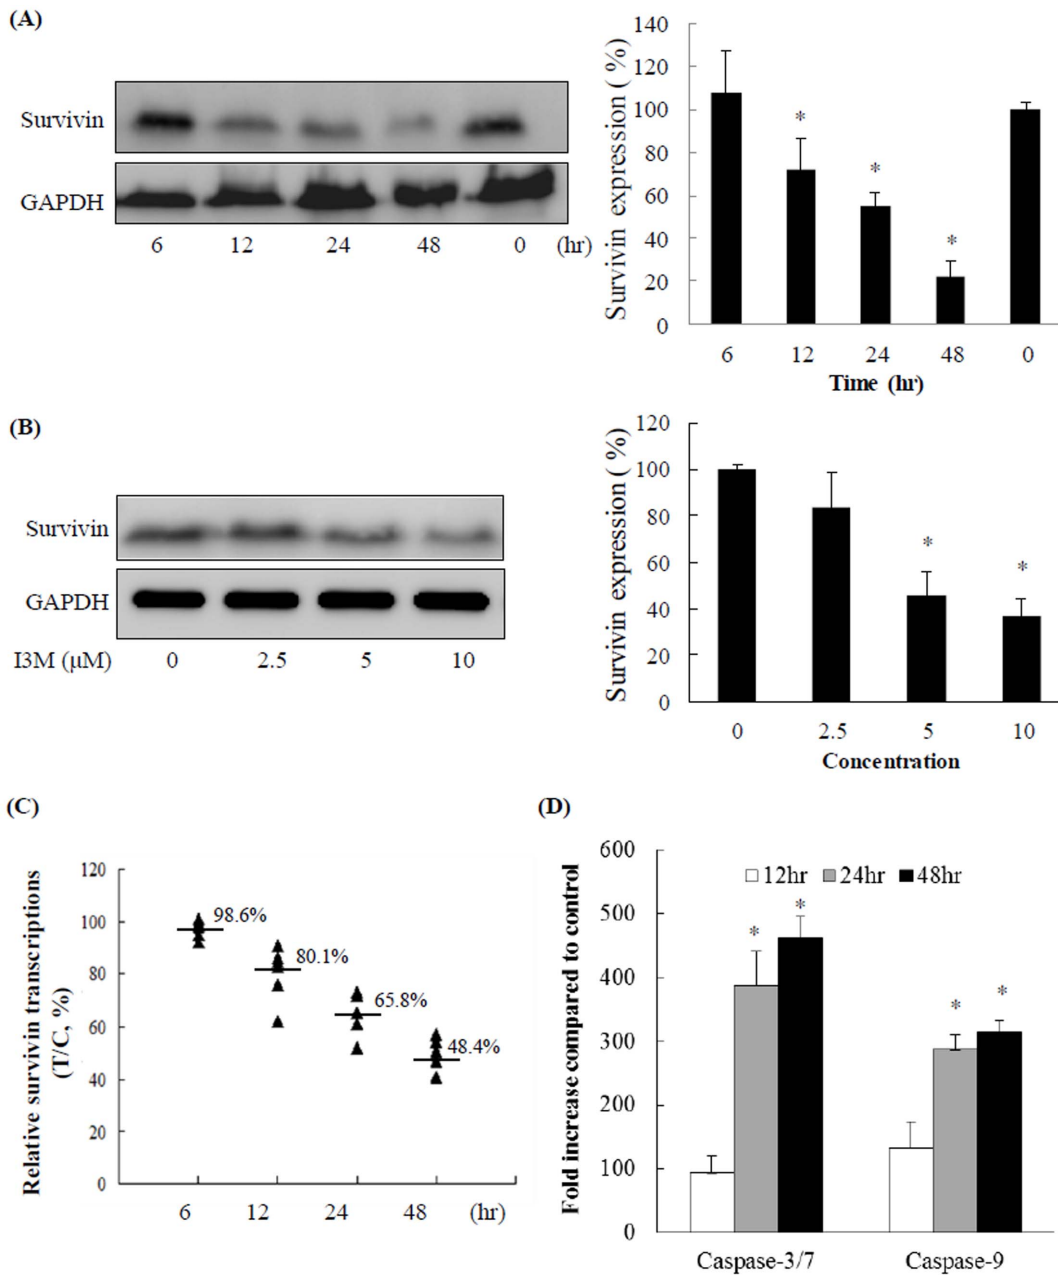 (A)
Survivin
GAPDH
6 12 24 48 0 (hr)
Survivin expression ( %)
140
120
100
80
60
40
20
0
*
*
*
6 12 24 48 0
Time (hr)
(B)
Survivin
GAPDH
I3M (μM) 0 2.5 5 10
Survivin expression ( %)
120
100
80
60
40
20
0
*
*
0 2.5 5 10
Concentration
(C)
Relative survivin transcriptions
(T/C, %)
120
100
80
60
40
20
0
98.6%
80.1%
65.8%
48.4%
6 12 24 48 (hr)
(D)
Fold increase compared to control
600
500
400
300
200
100
0
12hr 24hr 48hr
*
*
*
*
Caspase-3/7 Caspase-9